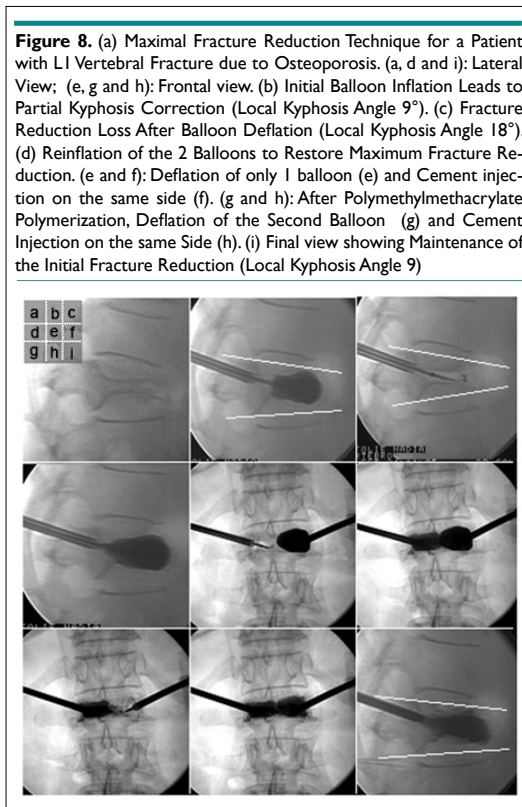 Figure 8. (a) Maximal Fracture Reduction Technique for a Patient
with L1 Vertebral Fracture due to Osteoporosis. (a, d and i): Lateral
View; (e, g and h): Frontal view. (b) Initial Balloon Inflation Leads to
Partial Kyphosis Correction (Local Kyphosis Angle 9°). (c) Fracture
Reduction Loss After Balloon Deflation (Local Kyphosis Angle 18°).
(d) Reinflation of the 2 Balloons to Restore Maximum Fracture Re-
duction. (e and f): Deflation of only 1 balloon (e) and Cement injec-
tion on the same side (f). (g and h): After Polymethylmethacrylate
Polymerization, Deflation of the Second Balloon (g) and Cement
Injection on the same Side (h). (i) Final view showing Maintenance of
the Initial Fracture Reduction (Local Kyphosis Angle 9)
a b c
d e f
g h i